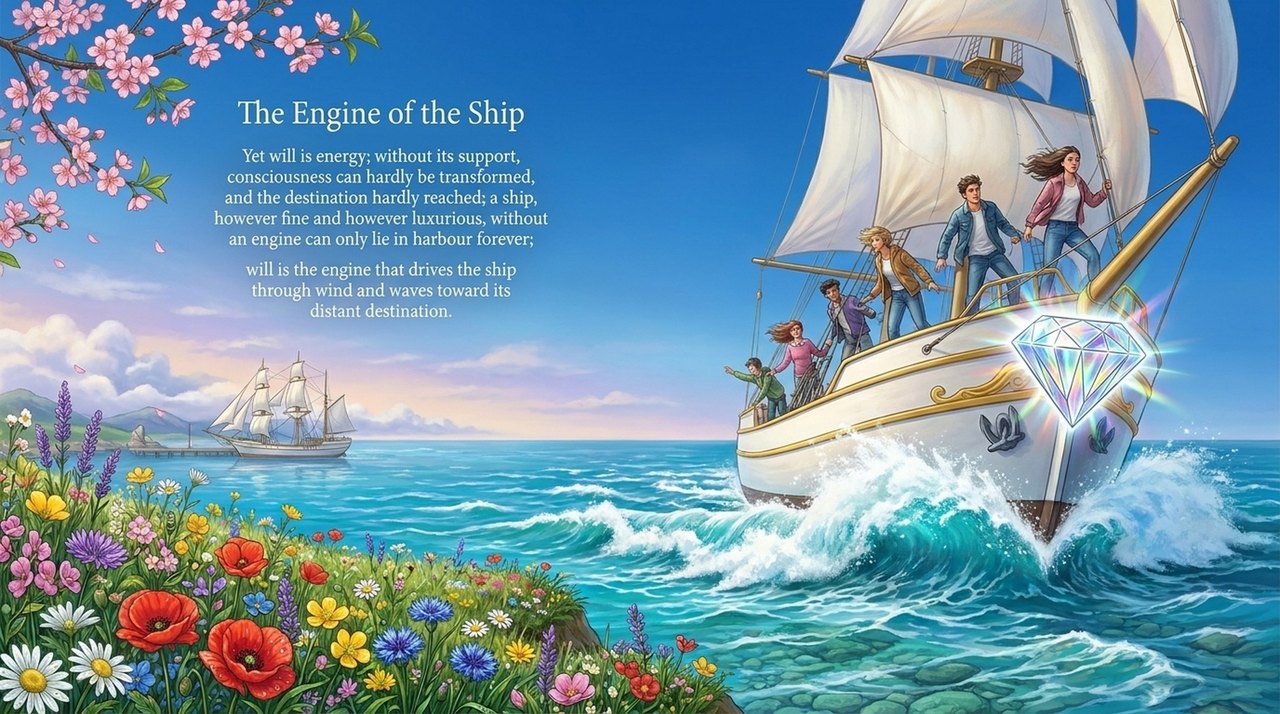 The Engine of the Ship
Yet will is energy; without its support,
consciousness can hardly be transformed,
and the destination hardly reached; a ship,
however fine and however luxurious, without
an engine can only lie in harbour forever;
will is the engine that drives the ship
through wind and waves toward its
distant destination.